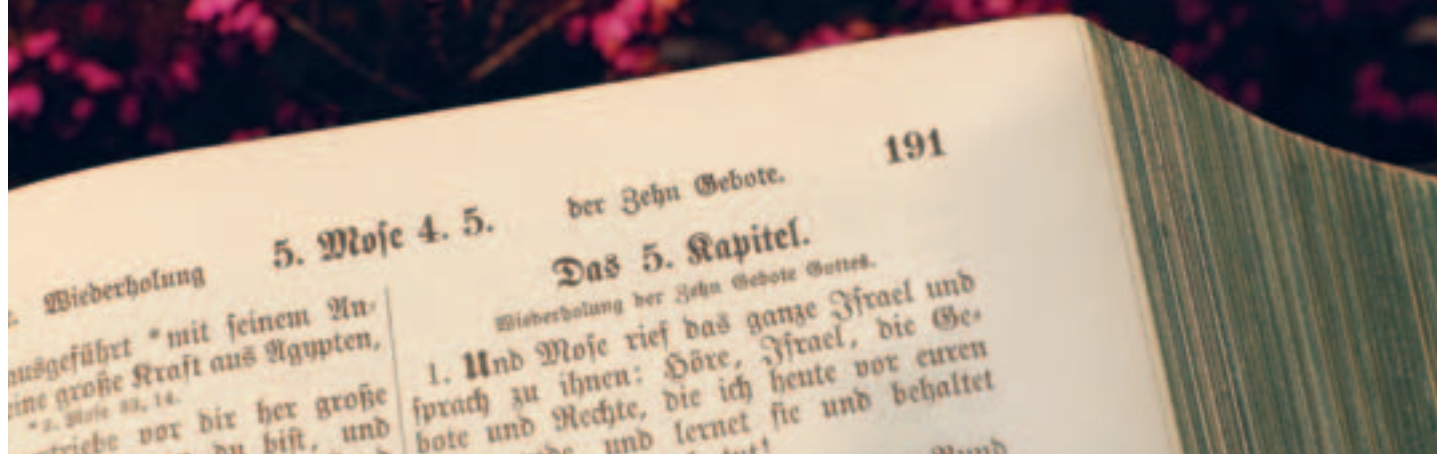 191
Wiederholung 5. Mose 4. 5. der Zehn Gebote.
ausgeführt *mit seinem An-
eine große Kraft aus Ägypten,
vor dir her große
du bist, und
Das 5. Kapitel.
Wiederholung der Zehn Gebote Gottes.
1. Und Mose rief das ganze Israel und
sprach zu ihnen: Höre, Israel, die Ge-
bote und Rechte, die ich heute vor euren
und lernet sie und behaltet